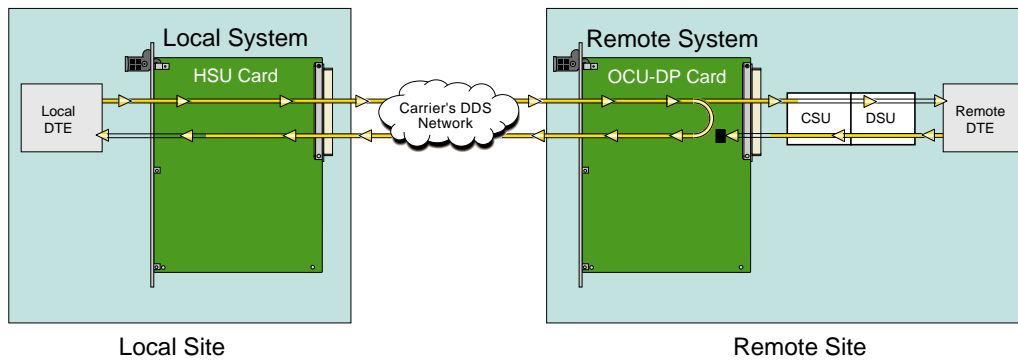 Local System
Remote System
HSU Card
OCU-DP Card
Local
DTE
Carrier's DDS
Network
CSU
DSU
Remote
DTE
Local Site
Remote Site